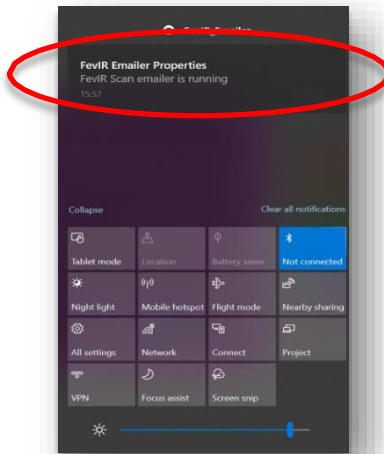 FevIR_Emailer
FevIR Emailer Properties
FevIR Scan emailer is running
15:57
Collapse Clear all notifications
Tablet mode Location Battery saver Not connected
Night light Mobile hotspot Flight mode Nearby sharing
All settings Network Connect Project
VPN Focus assist Screen snip